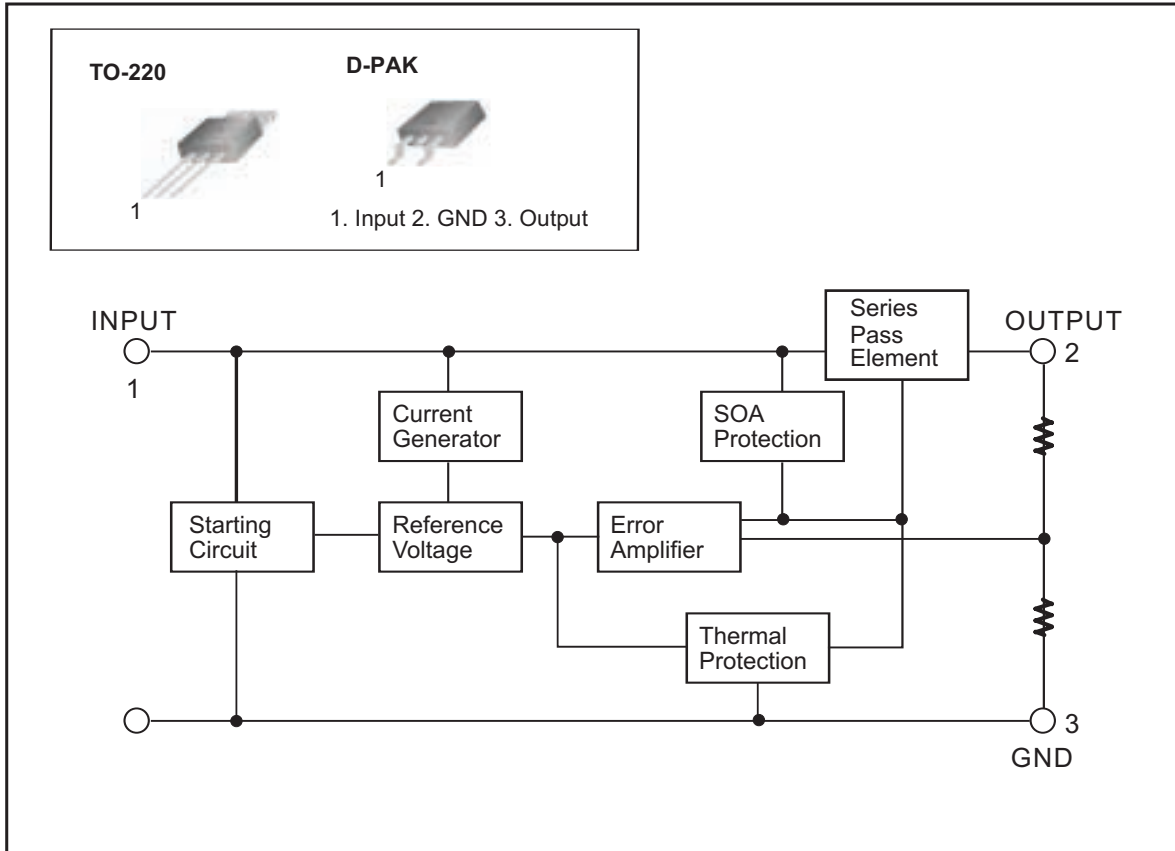 TO-220
D-PAK
1
1
1. Input 2. GND 3. Output
INPUT
1
Series
Pass
Element
OUTPUT
2
Current
Generator
SOA
Protection
Starting
Circuit
Reference
Voltage
Error
Amplifier
Thermal
Protection
3
GND